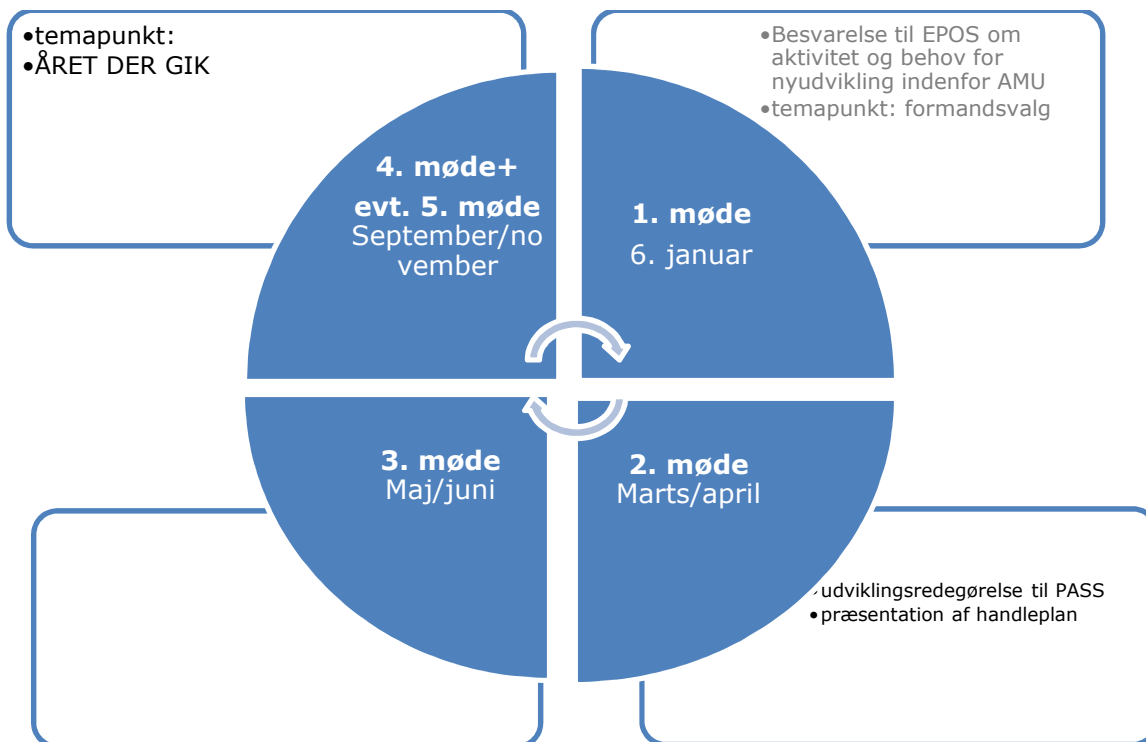 •temapunkt:
•ÅRET DER GIK
•Besvarelse til EPOS om
aktivitet og behov for
nyudvikling indenfor AMU
•temapunkt: formandsvalg
4. møde+
evt. 5. møde
September/no
vember
1. møde
6. januar
3. møde
Maj/juni
2. møde
Marts/april
•udviklingsredegørelse til PASS
•præsentation af handleplan